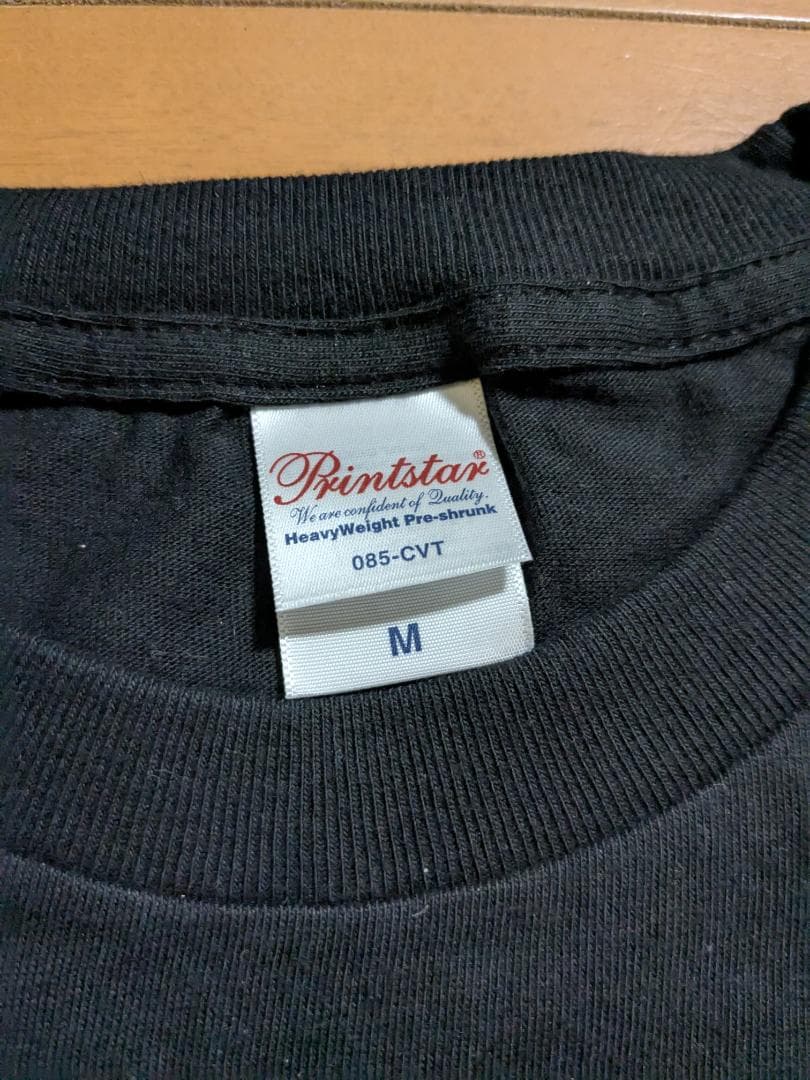 Printstar®
We are confident of Quality.
HeavyWeight Pre-shrunk
085-CVT
M